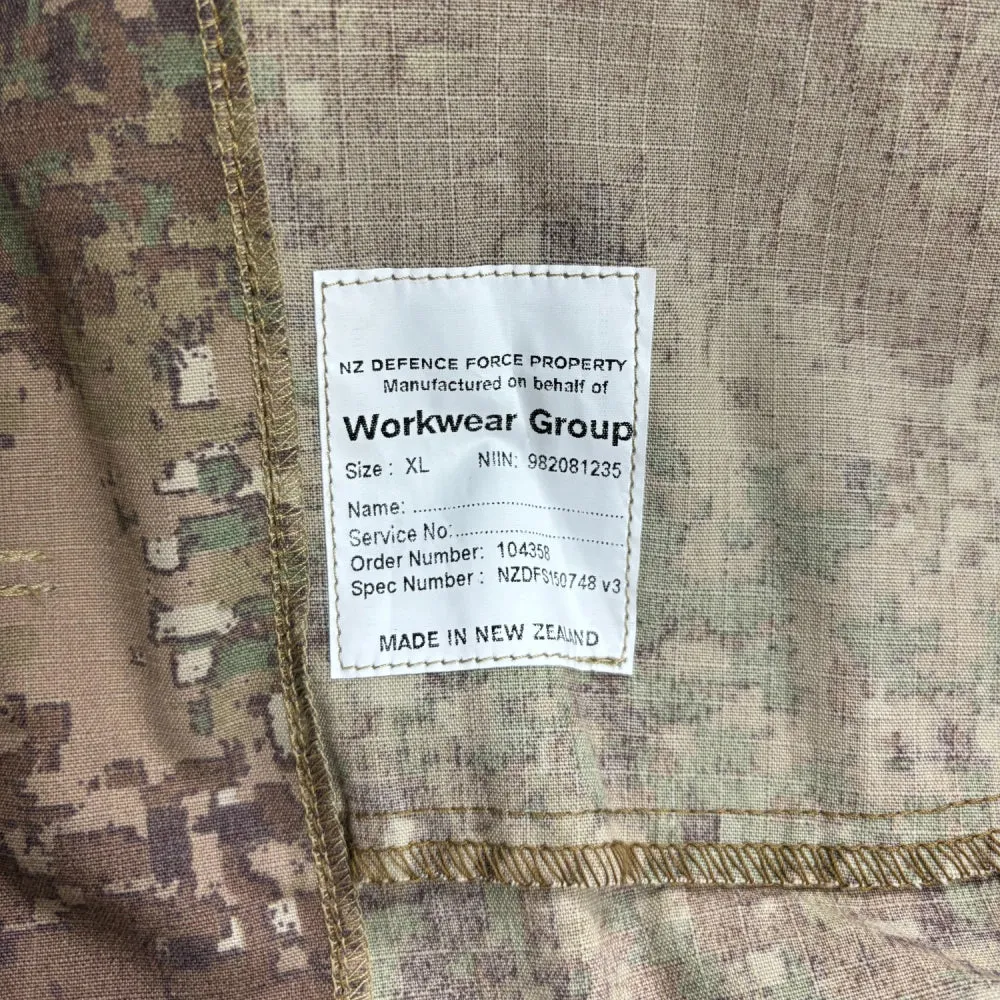 NZ DEFENCE FORCE PROPERTY
Manufactured on behalf of
Workwear Group
Size : XL NIIN: 982081235
Name: ................................
Service No:................................
Order Number: 104358
Spec Number : NZDFS150748 v3
MADE IN NEW ZEALAND